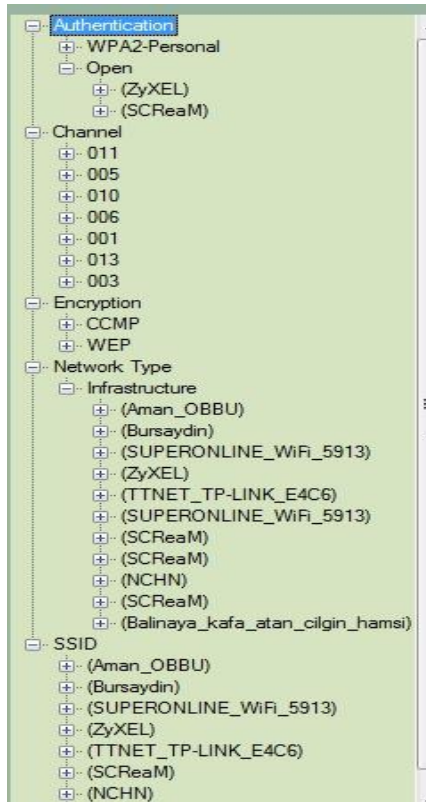 Authentication
WPA2-Personal
Open
(ZyXEL)
(SCReaM)
Channel
011
005
010
006
001
013
003
Encryption
CCMP
WEP
Network Type
Infrastructure
(Aman_OBBU)
(Bursaydin)
(SUPERONLINE_WiFi_5913)
(ZyXEL)
(TTNET_TP-LINK_E4C6)
(SUPERONLINE_WiFi_5913)
(SCReaM)
(SCReaM)
(NCHN)
(SCReaM)
(Balinaya_kafa_atan_cilgin_hamsi)
SSID
(Aman_OBBU)
(Bursaydin)
(SUPERONLINE_WiFi_5913)
(ZyXEL)
(TTNET_TP-LINK_E4C6)
(SCReaM)
(NCHN)